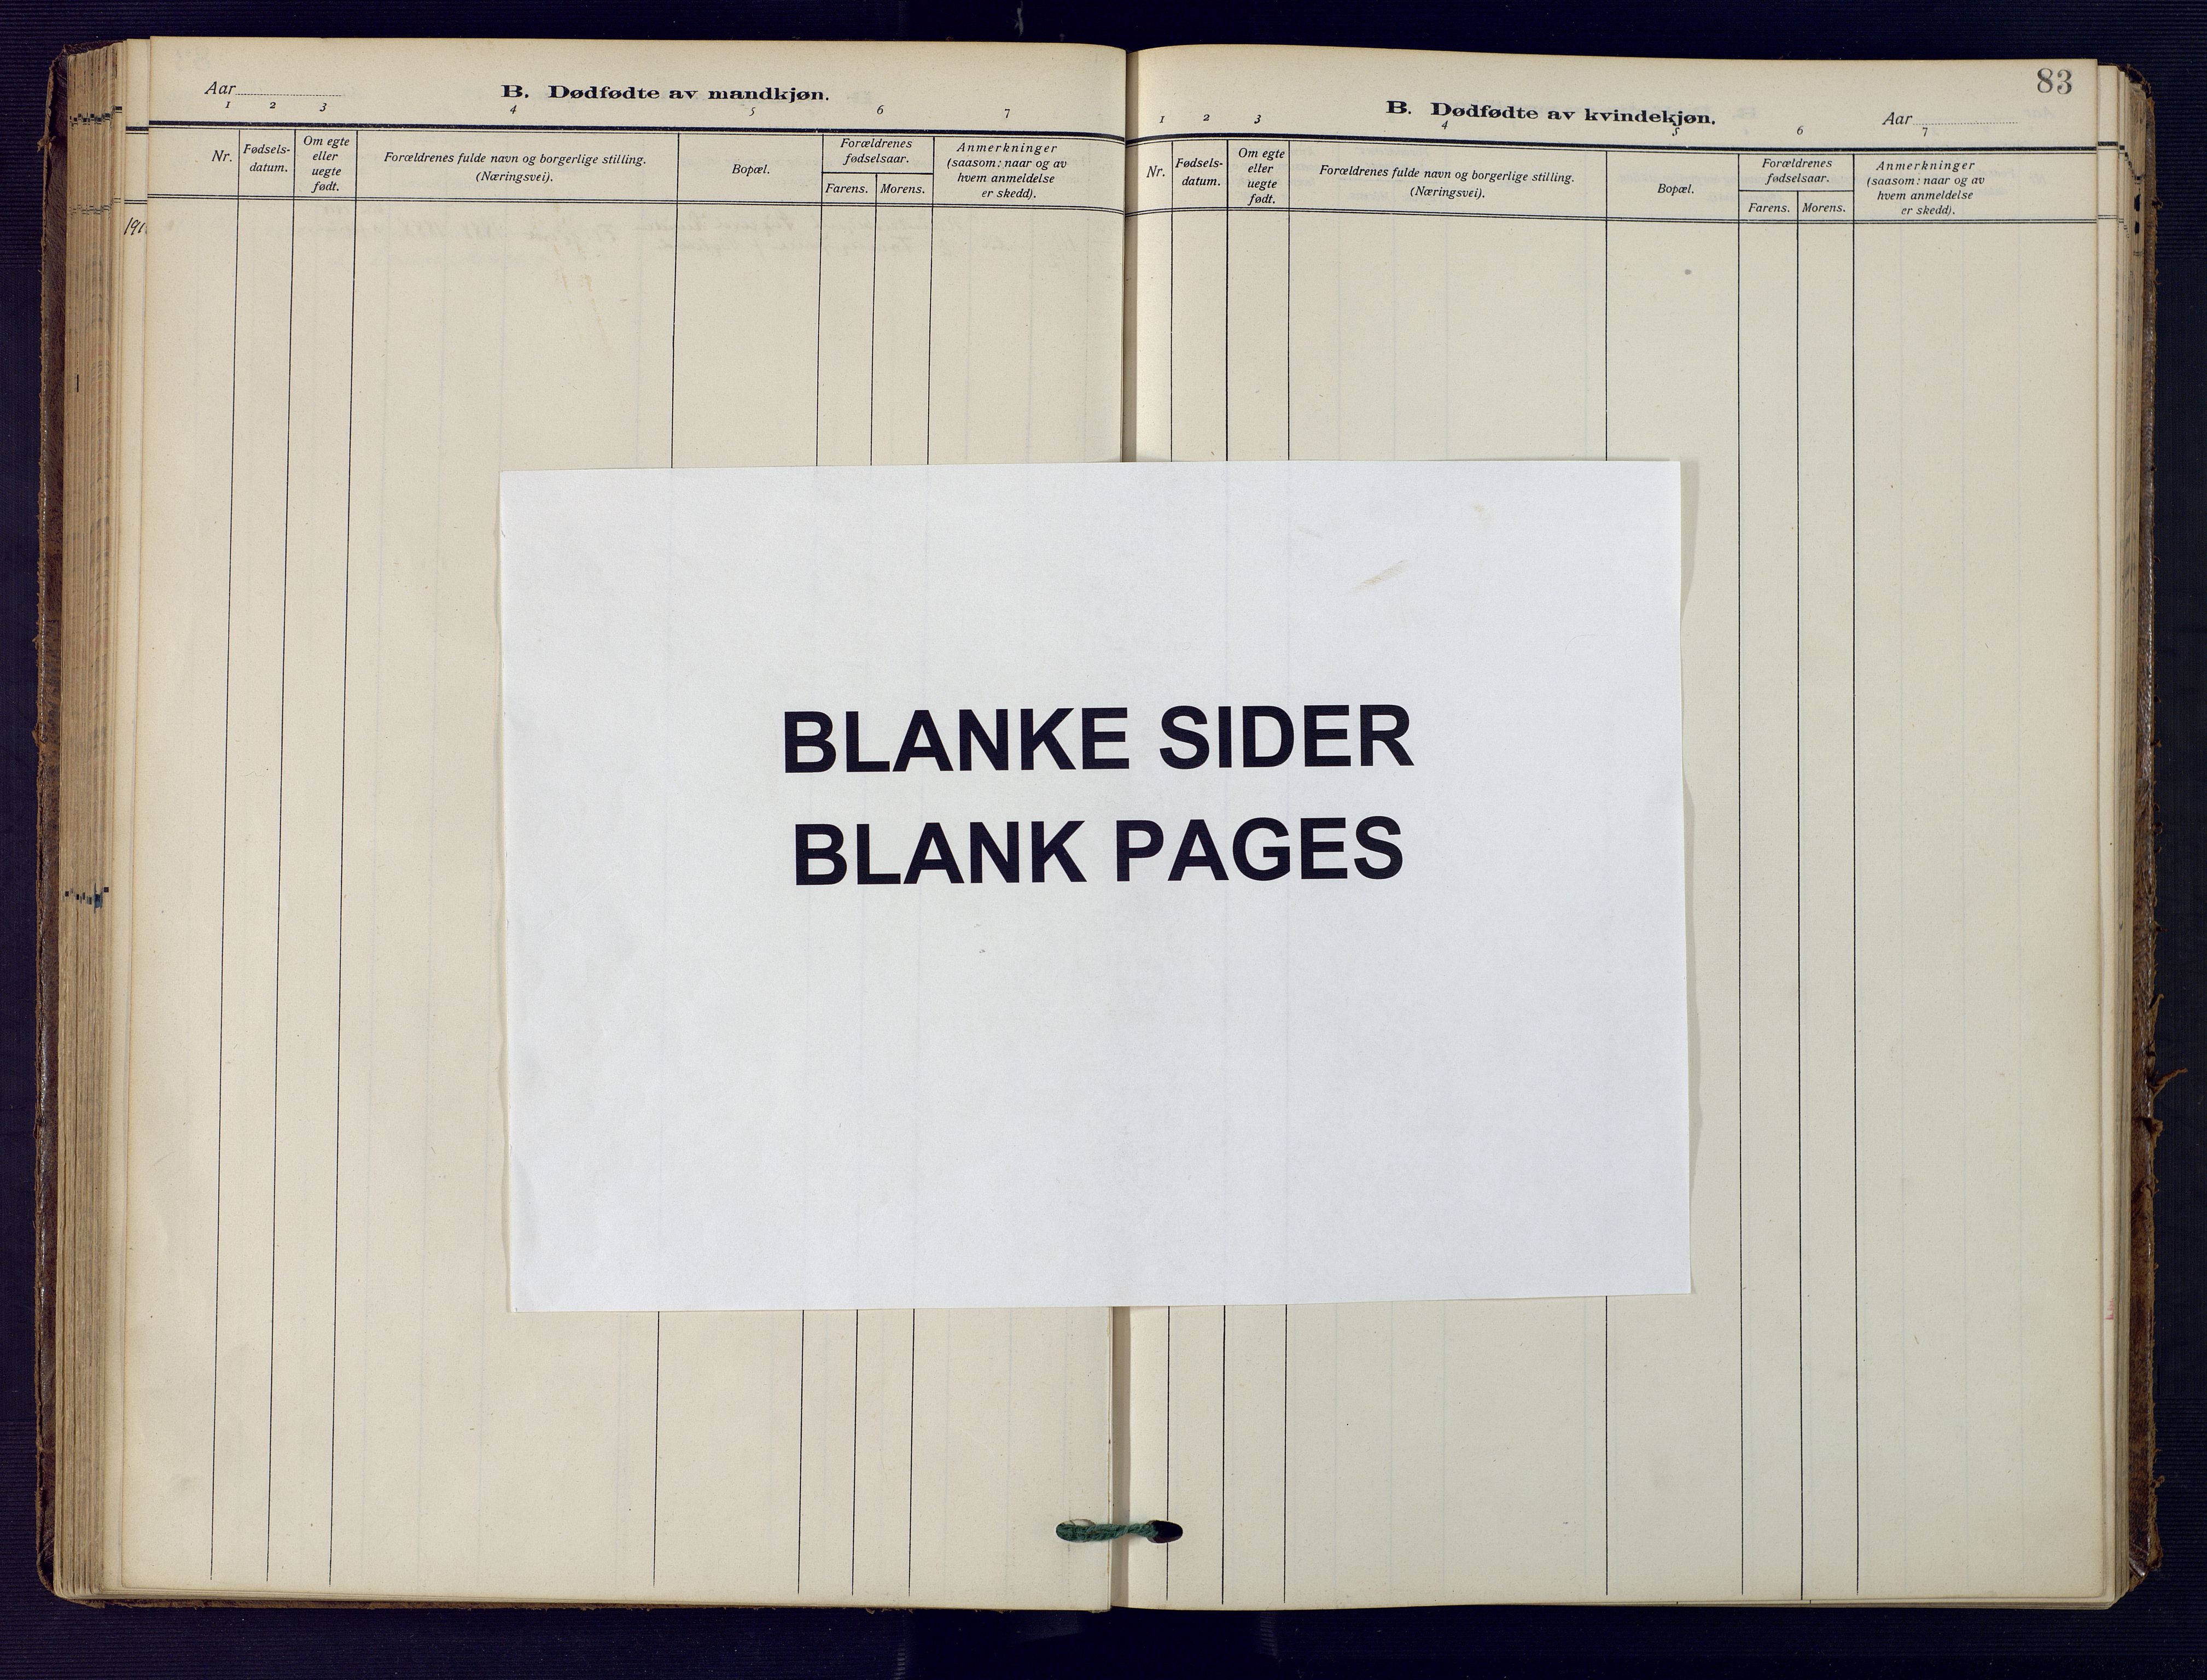 Aar
B. Dødfødte av mandkjøn.
1 2 3 4 5 6 7
Nr.
Fødsels-
datum.
Om egte
eller
uegte
født.
Forældrenes fulde navn og borgerlige stilling.
(Næringsvei).
Bopæl.
Forældrenes
fødselsaar.
Farens. Morens.
Anmerkninger
(saasom: naar og av
hvem anmeldelse
er skedd).
83
B. Dødfødte av kvindekjøn.
Aar
1 2 3 4 5 6 7
Nr.
Fødsels-
datum.
Om egte
eller
uegte
født.
Forældrenes fulde navn og borgerlige stilling.
(Næringsvei).
Bopæl.
Forældrenes
fødselsaar.
Farens. Morens.
Anmerkninger
(saasom: naar og av
hvem anmeldelse
er skedd).
BLANKE SIDER
BLANK PAGES